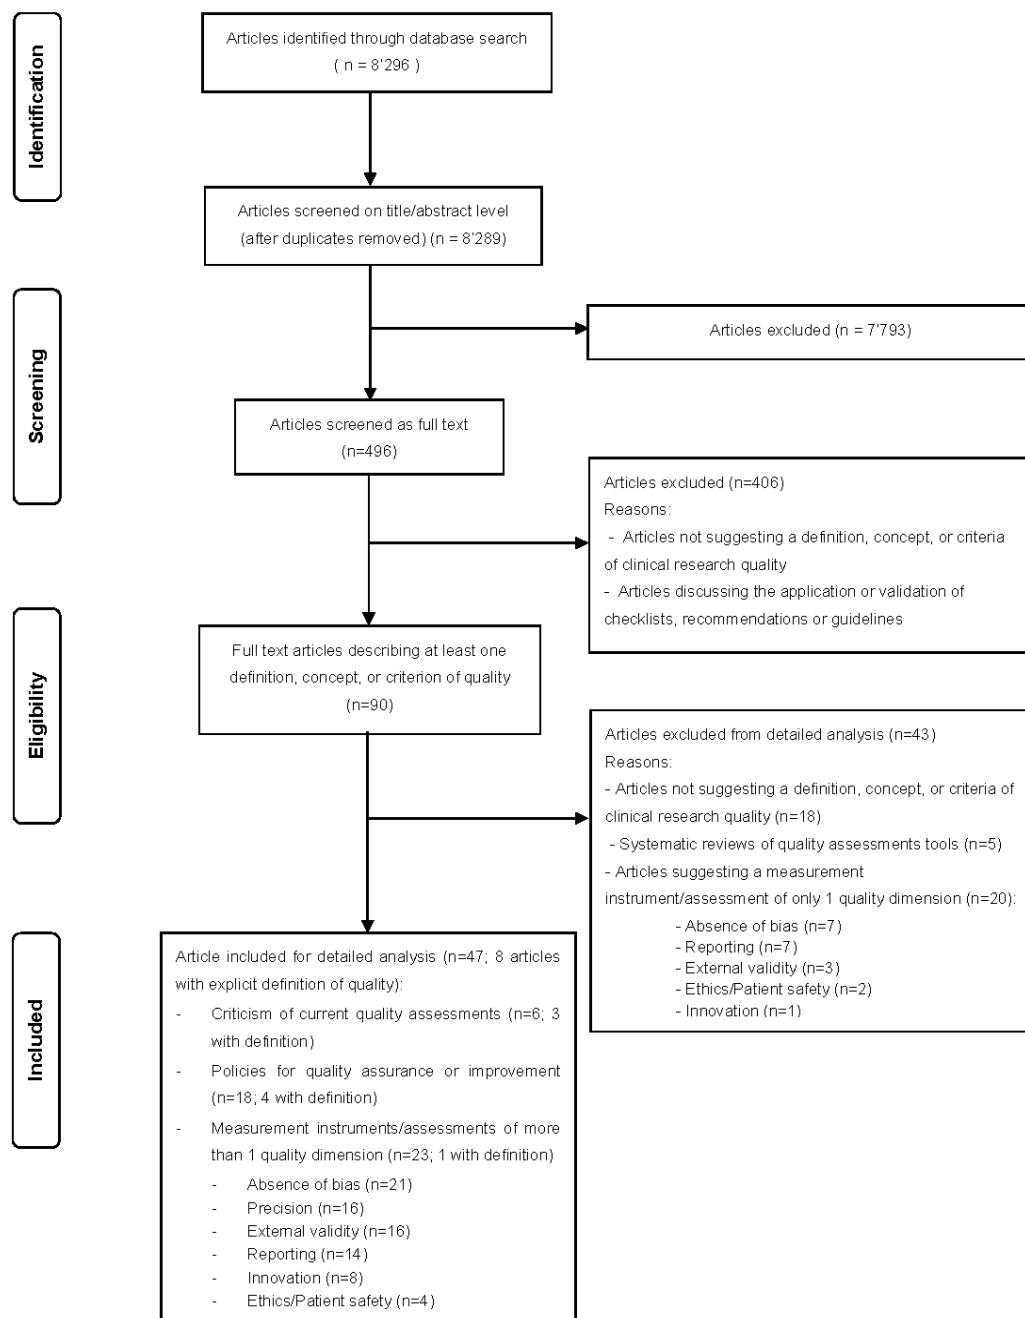 Identification
Articles identified through database search
( n = 8'296 )
Articles screened on title/abstract level
(after duplicates removed) (n = 8'289)
Screening
Articles excluded (n = 7'793)
Articles screened as full text
(n=496)
Articles excluded (n=406)
Reasons:
- Articles not suggesting a definition, concept, or criteria
of clinical research quality
- Articles discussing the application or validation of
checklists, recommendations or guidelines
Eligibility
Full text articles describing at least one
definition, concept, or criterion of quality
(n=90)
Articles excluded from detailed analysis (n=43)
Reasons:
- Articles not suggesting a definition, concept, or criteria of
clinical research quality (n=18)
- Systematic reviews of quality assessments tools (n=5)
- Articles suggesting a measurement
instrument/assessment of only 1 quality dimension (n=20):
- Absence of bias (n=7)
- Reporting (n=7)
- External validity (n=3)
- Ethics/Patient safety (n=2)
- Innovation (n=1)
Included
Article included for detailed analysis (n=47; 8 articles
with explicit definition of quality):
- Criticism of current quality assessments (n=6; 3
with definition)
- Policies for quality assurance or improvement
(n=18; 4 with definition)
- Measurement instruments/assessments of more
than 1 quality dimension (n=23; 1 with definition)
- Absence of bias (n=21)
- Precision (n=16)
- External validity (n=16)
- Reporting (n=14)
- Innovation (n=8)
- Ethics/Patient safety (n=4)